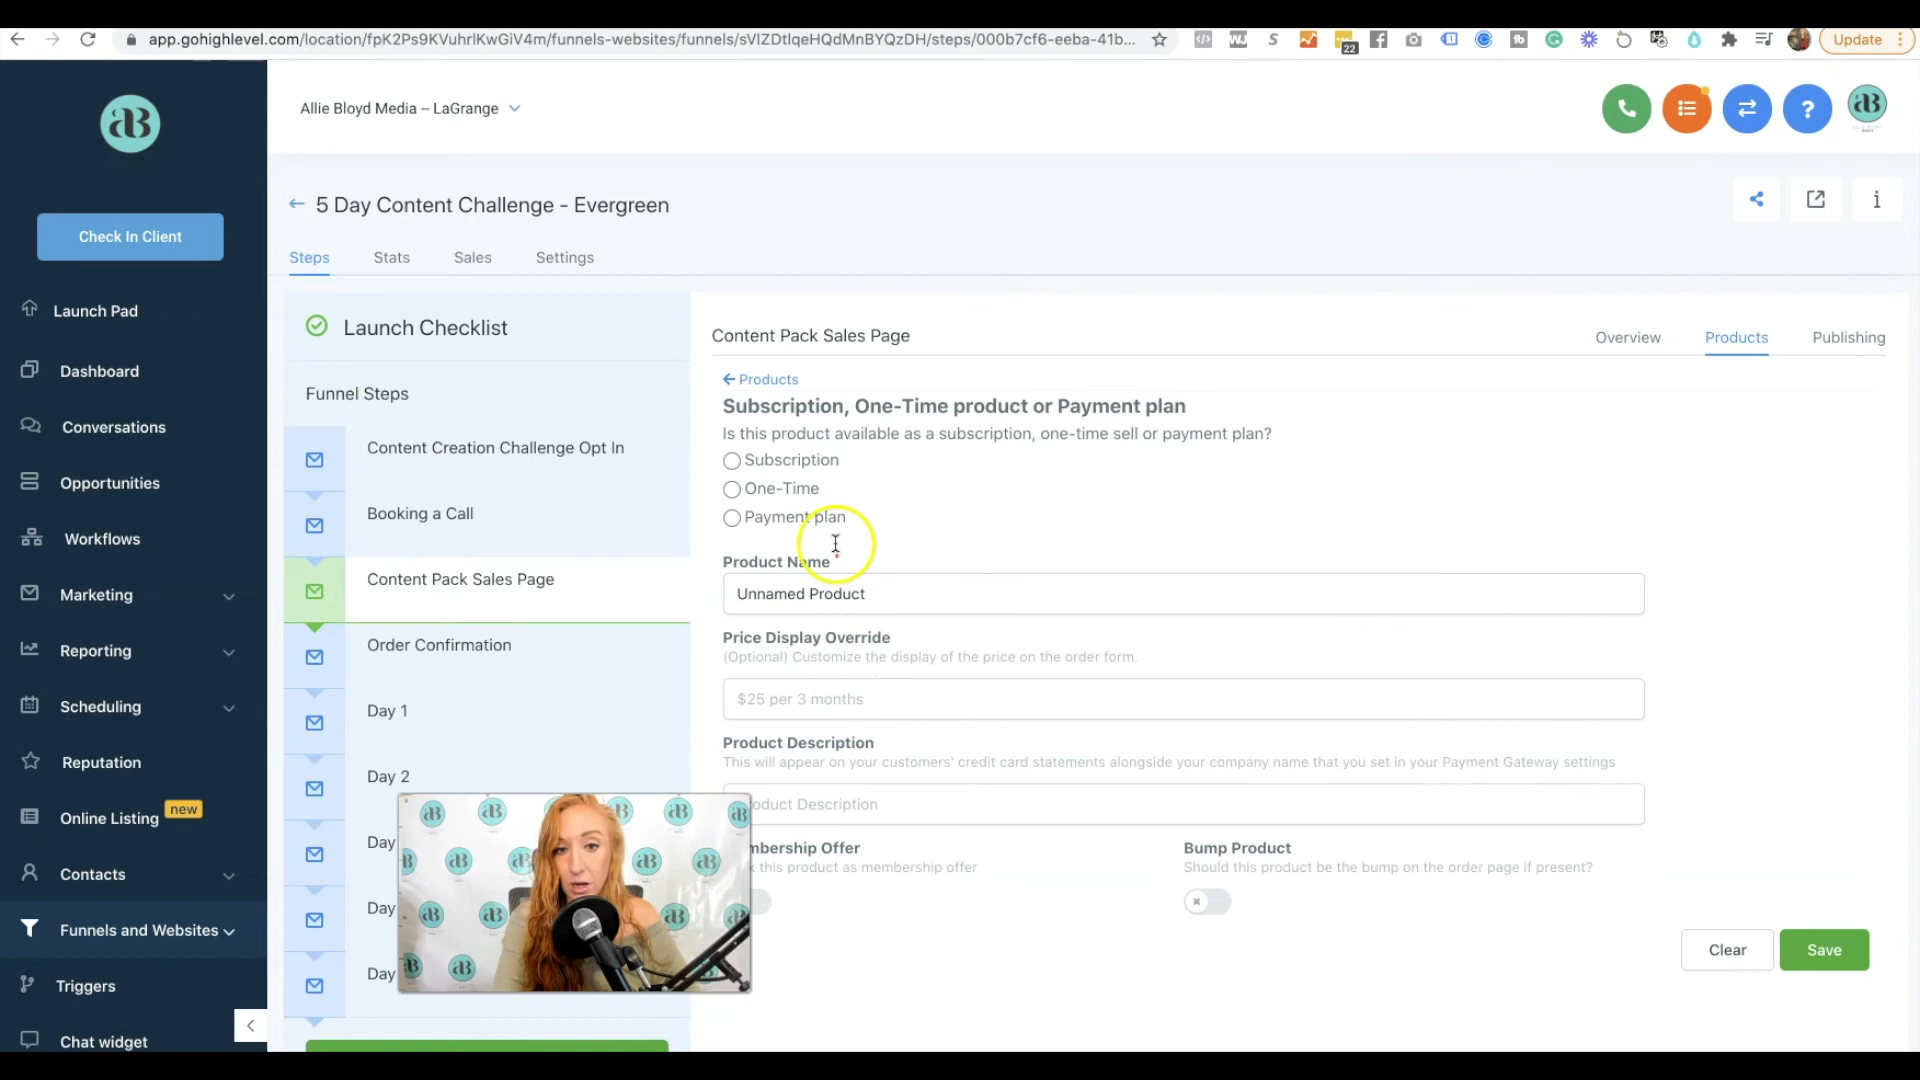 app.gohighlevel.com/location/fpK2Ps9KVuhrlKwGiV4m/funnels-websites/funnels/sVIZDtlqeHQdMnBYQzDH/steps/000b7cf6-eeba-41b...
22
Update
Allie Bloyd Media -- LaGrange
5 Day Content Challenge - Evergreen
Check In Client
Steps
Stats
Sales
Settings
Launch Pad
Dashboard
Conversations
Opportunities
Workflows
Marketing
Reporting
Scheduling
Reputation
Online Listing new
Contacts
Funnels and Websites
Triggers
Chat widget
Launch Checklist
Funnel Steps
Content Creation Challenge Opt In
Booking a Call
Content Pack Sales Page
Order Confirmation
Day 1
Day 2
Day
Day
Day
Content Pack Sales Page
Overview
Products
Publishing
Products
Subscription, One-Time product or Payment plan
Is this product available as a subscription, one-time sell or payment plan?
Subscription
One-Time
Payment plan
Product Name
Unnamed Product
Price Display Override
(Optional) Customize the display of the price on the order form.
$25 per 3 months
Product Description
This will appear on your customers' credit card statements alongside your company name that you set in your Payment Gateway settings
oduct Description
mbership Offer
this product as membership offer
Bump Product
Should this product be the bump on the order page if present?
Clear
Save